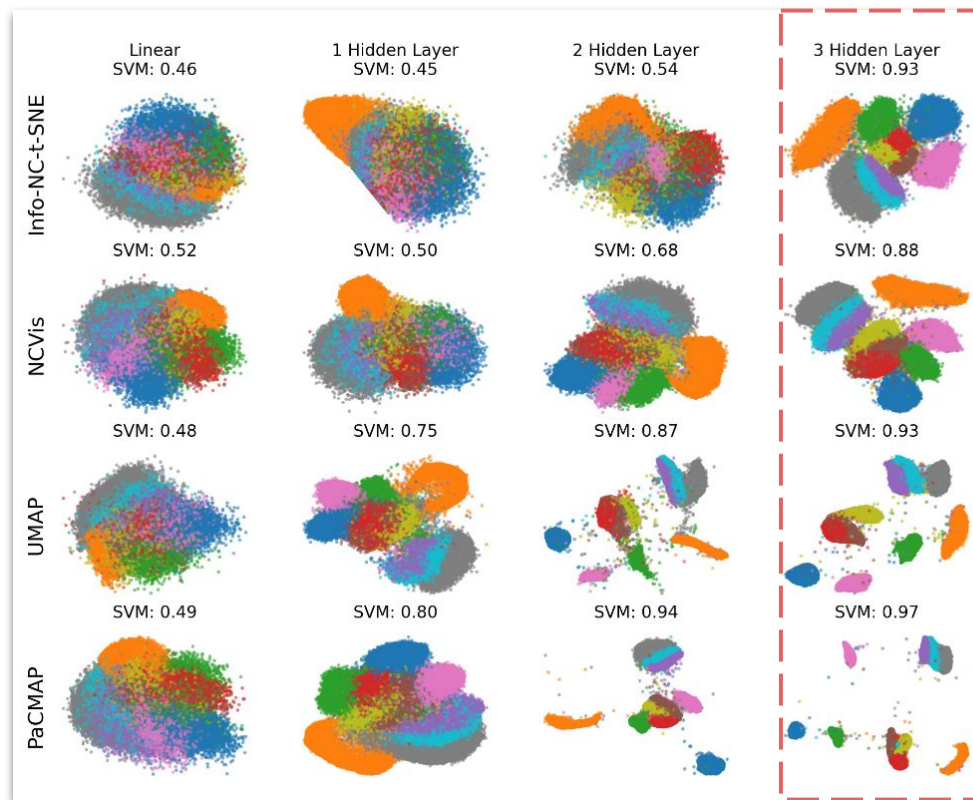 Linear
SVM: 0.46
1 Hidden Layer
SVM: 0.45
2 Hidden Layer
SVM: 0.54
3 Hidden Layer
SVM: 0.93
Info-NC-t-SNE
SVM: 0.52
SVM: 0.50
SVM: 0.68
SVM: 0.88
NCVis
SVM: 0.48
SVM: 0.75
SVM: 0.87
SVM: 0.93
UMAP
SVM: 0.49
SVM: 0.80
SVM: 0.94
SVM: 0.97
PaCMAP